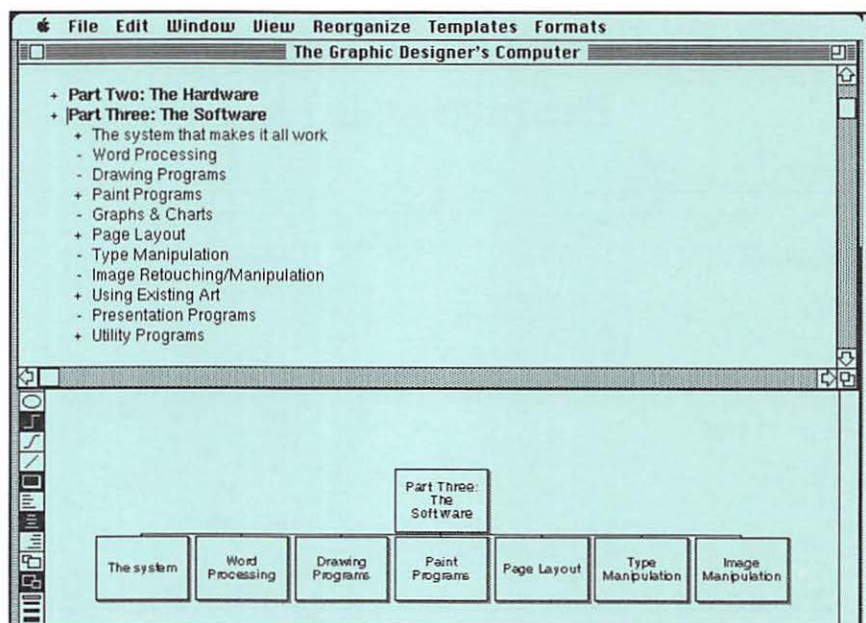 File Edit Window View Reorganize Templates Formats
The Graphic Designer's Computer
+ Part Two: The Hardware
+ Part Three: The Software
+ The system that makes it all work
- Word Processing
- Drawing Programs
+ Paint Programs
- Graphs & Charts
+ Page Layout
- Type Manipulation
- Image Retouching/Manipulation
+ Using Existing Art
- Presentation Programs
+ Utility Programs
Part Three:
The
Software
The system
Word
Processing
Drawing
Programs
Paint
Programs
Page Layout
Type
Manipulation
Image
Manipulation